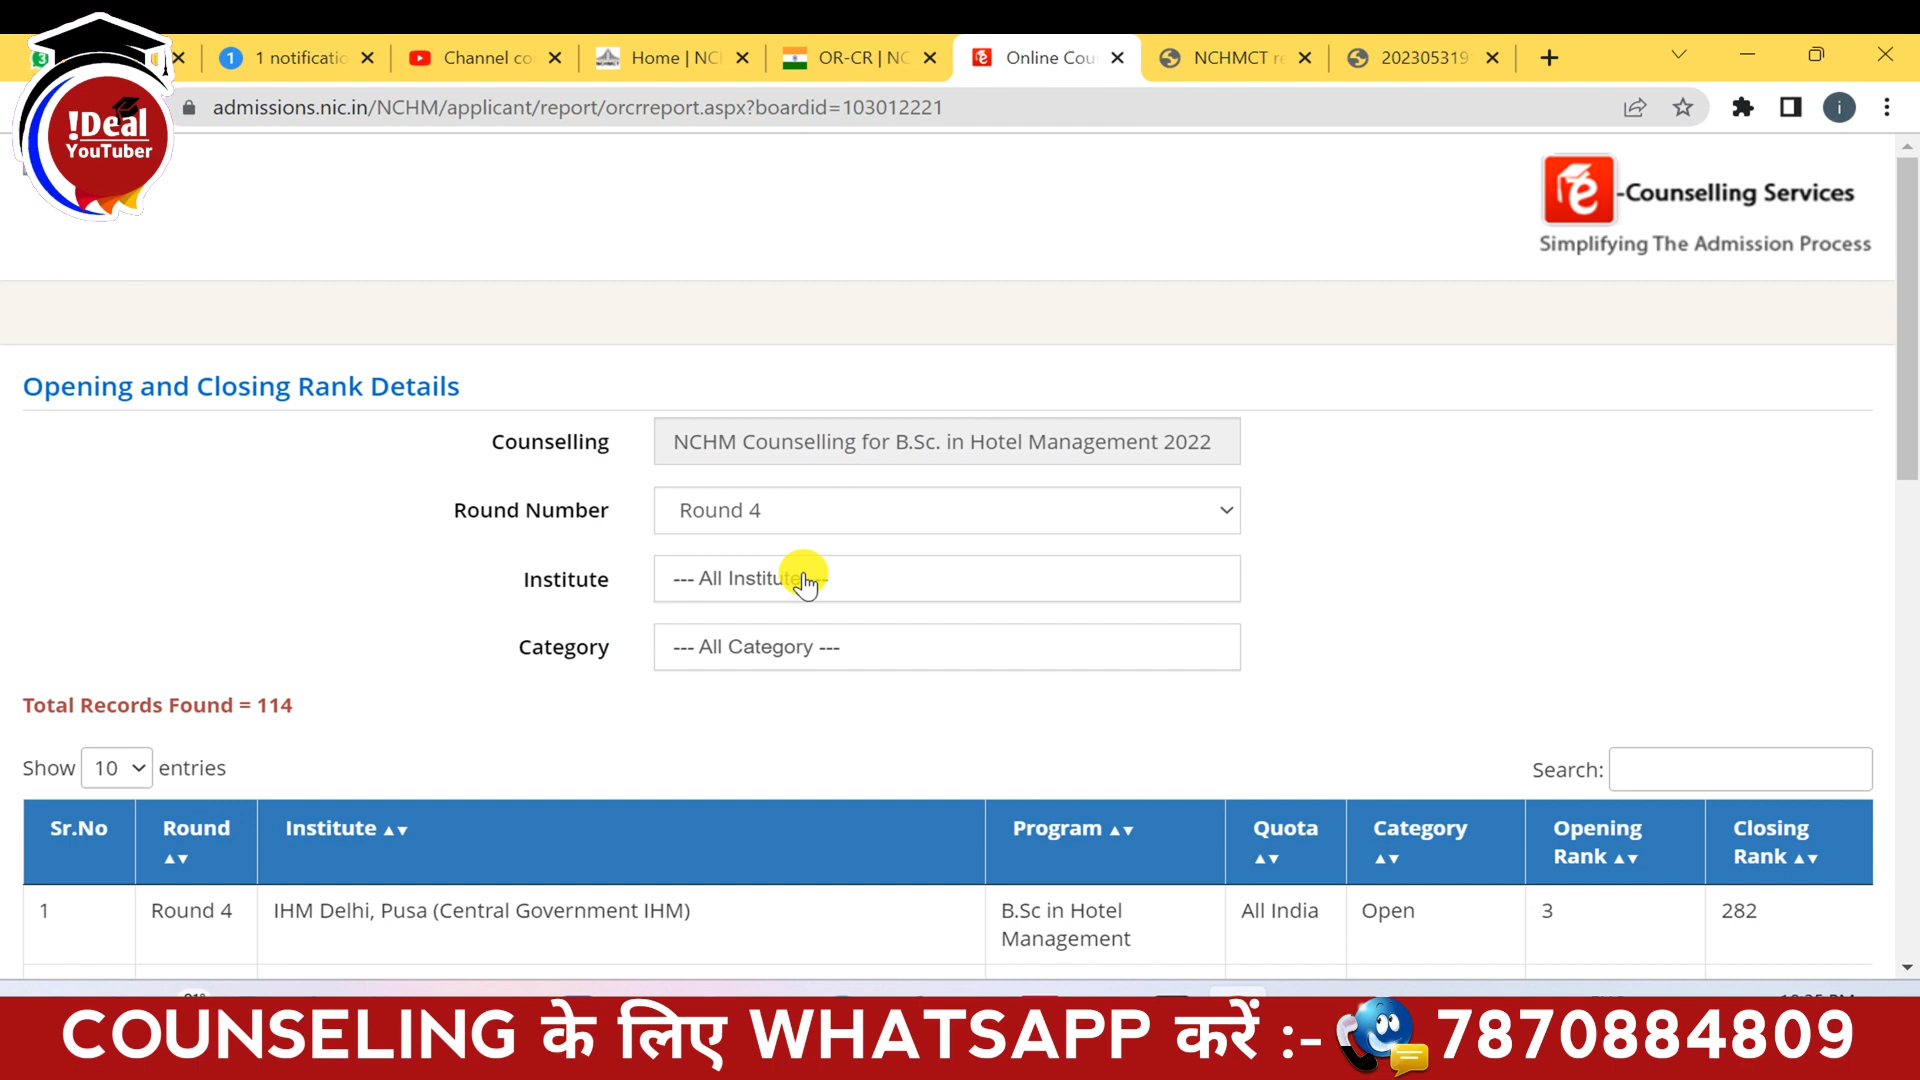 3
1 notificatio
Channel co
Home | NC
OR-CR | NC
Online Cou
NCHMCT re
202305319
!Deal
YouTuber
admissions.nic.in/NCHM/applicant/report/orcrreport.aspx?boardid=103012221
i
e-Counselling Services
Simplifying The Admission Process
Opening and Closing Rank Details
Counselling NCHM Counselling for B.Sc. in Hotel Management 2022
Round Number Round 4
Institute --- All Institute ---
Category --- All Category ---
Total Records Found = 114
Show 10 entries
Search:
Sr.No Round Institute Program Quota Category Opening Rank Closing Rank
1 Round 4 IHM Delhi, Pusa (Central Government IHM) B.Sc in Hotel Management All India Open 3 282
COUNSELING के लिए WHATSAPP करें :- 7870884809